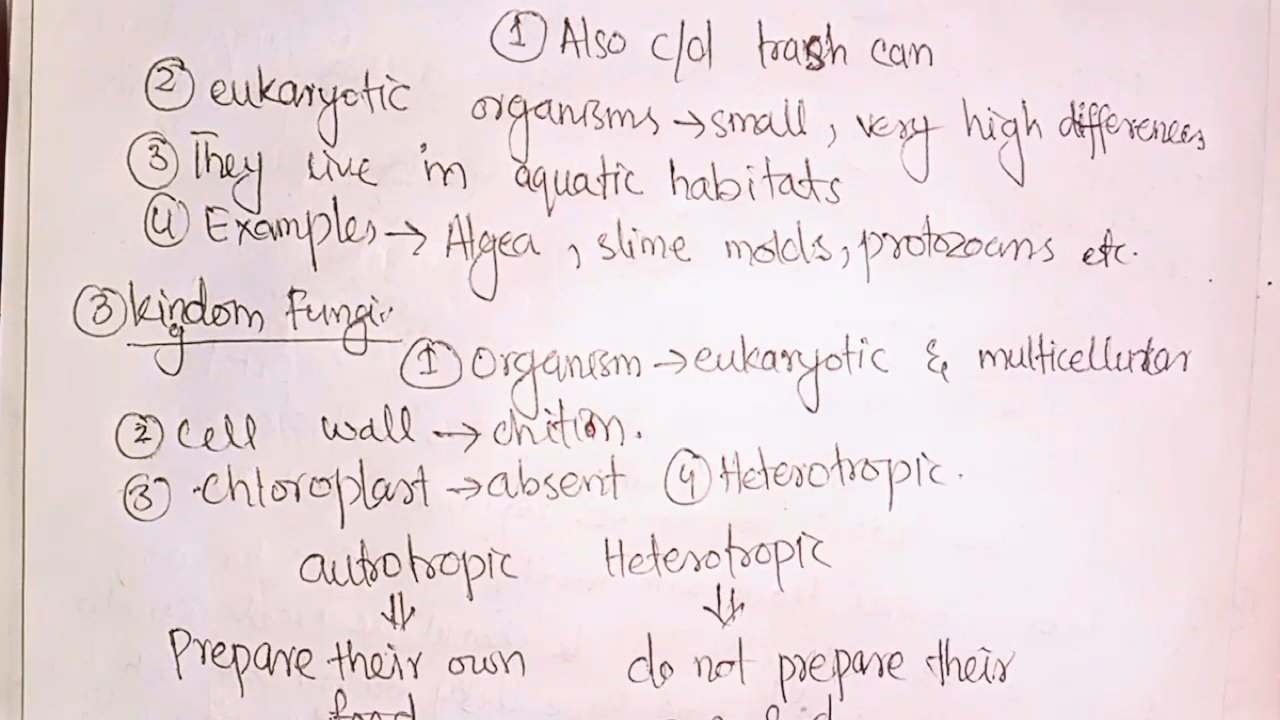 ① Also c/d trash can
② eukaryotic organisms → small, very high differences
③ They live in aquatic habitats
④ Examples → Algea, slime molds, protozoans etc.
③ Kingdom Fungi
① Organism → eukaryotic & multicellular
② Cell wall → chition.
③ Chloroplast → absent ④ Heterotropic.
autotropic Heterotropic
⇓ ⇓
Prepare their own do not prepare their
food